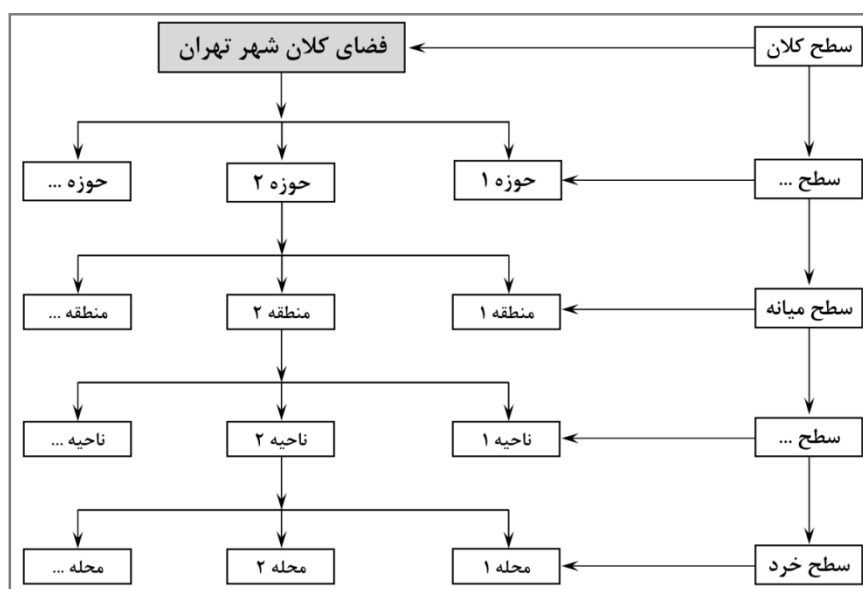 سطح کلان
فضای کلان شهر تهران
سطح ...
حوزه ۱
حوزه ۲
حوزه ...
سطح میانه
منطقه ۱
منطقه ۲
منطقه ...
سطح ...
ناحیه ۱
ناحیه ۲
ناحیه ...
سطح خرد
محله ۱
محله ۲
محله ...